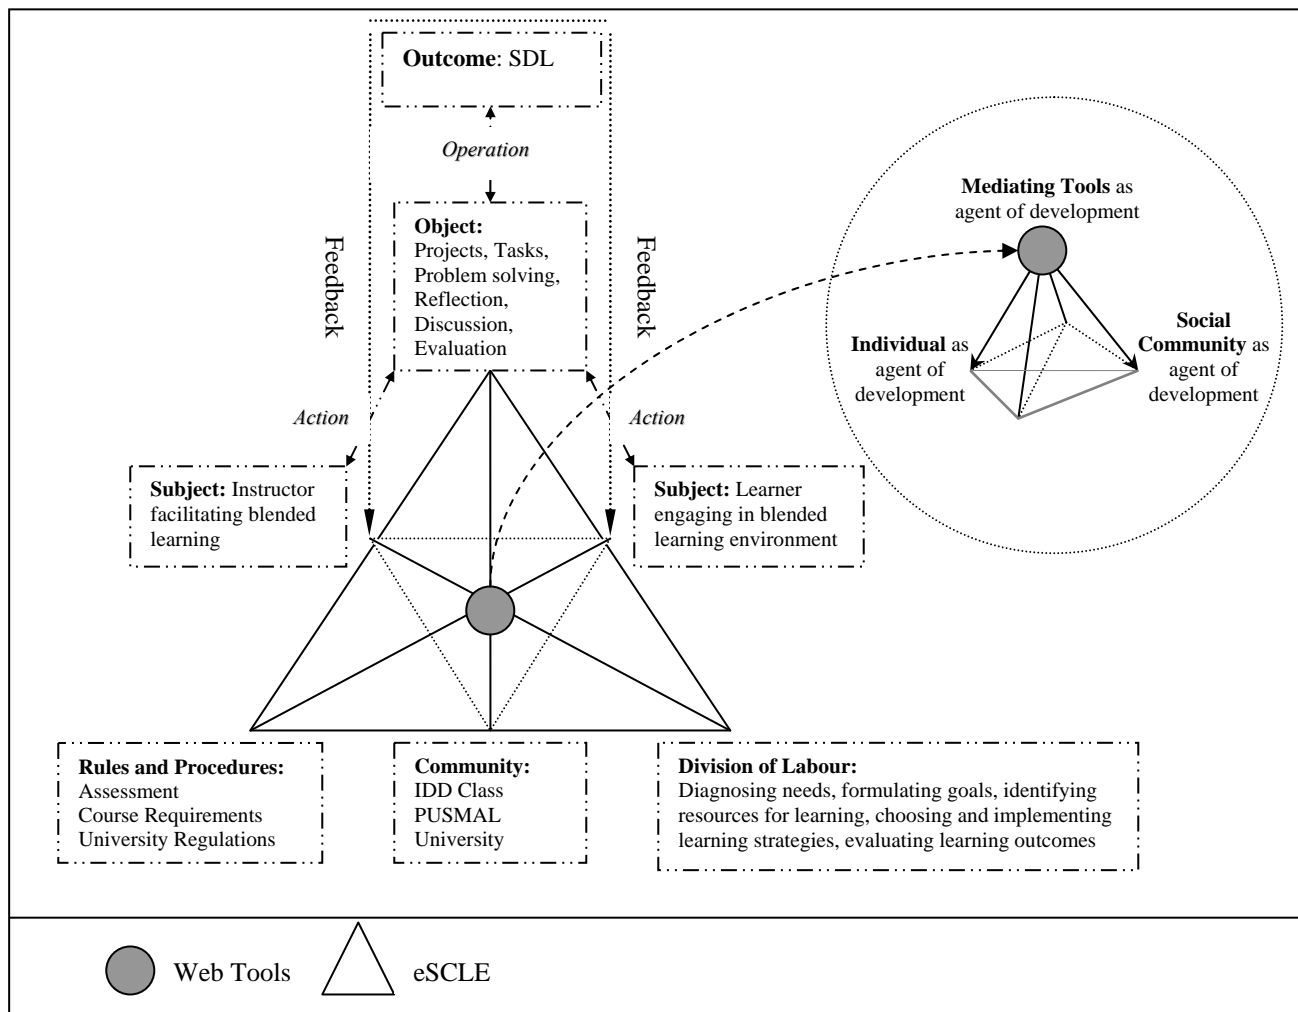 Outcome: SDL
Operation
Feedback
Feedback
Object:
Projects, Tasks,
Problem solving,
Reflection,
Discussion,
Evaluation
Action
Action
Subject: Instructor
facilitating blended
learning
Subject: Learner
engaging in blended
learning environment
Mediating Tools as
agent of development
Individual as
agent of
development
Social
Community as
agent of
development
Rules and Procedures:
Assessment
Course Requirements
University Regulations
Community:
IDD Class
PUSMAL
University
Division of Labour:
Diagnosing needs, formulating goals, identifying
resources for learning, choosing and implementing
learning strategies, evaluating learning outcomes
Web Tools
eSCLE